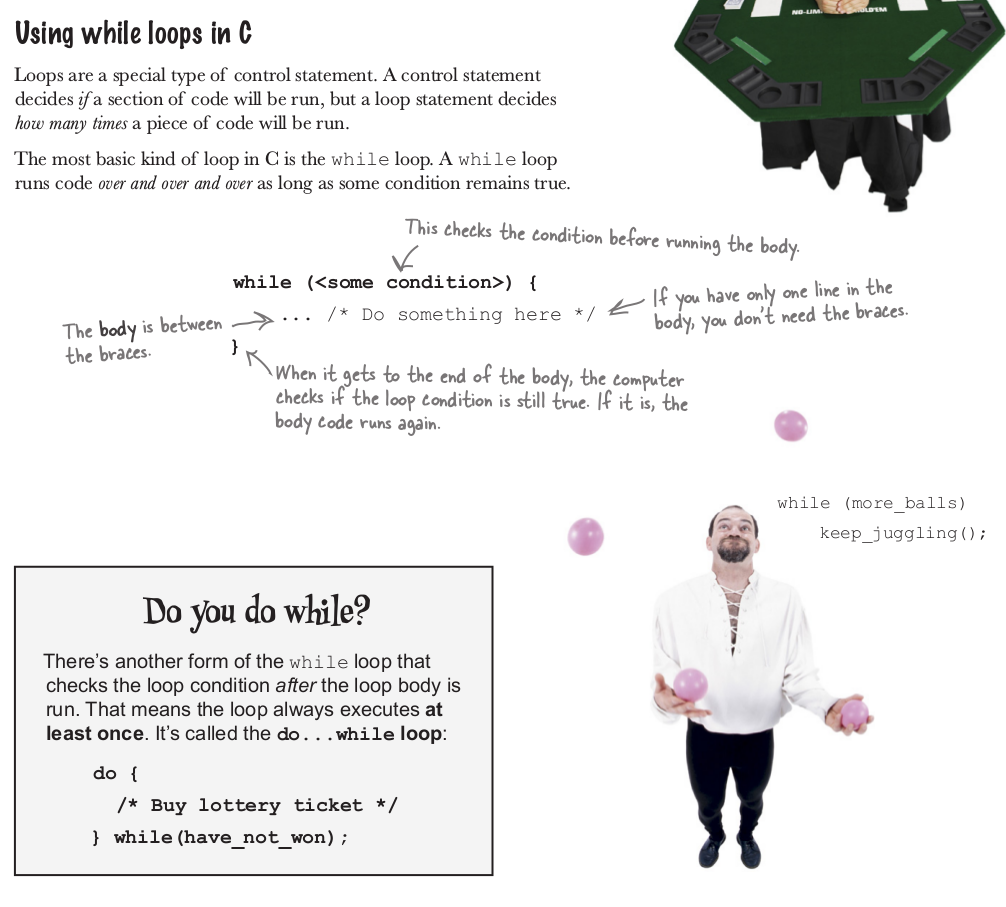 Using while loops in C
Loops are a special type of control statement. A control statement
decides if a section of code will be run, but a loop statement decides
how many times a piece of code will be run.
The most basic kind of loop in C is the while loop. A while loop
runs code over and over and over as long as some condition remains true.
This checks the condition before running the body.
while (<some condition>) {
... /* Do something here */
}
If you have only one line in the
body, you don't need the braces.
The body is between
the braces.
When it gets to the end of the body, the computer
checks if the loop condition is still true. If it is, the
body code runs again.
while (more_balls)
keep_juggling();
Do you do while?
There's another form of the while loop that
checks the loop condition after the loop body is
run. That means the loop always executes at
least once. It's called the do...while loop:
do {
/* Buy lottery ticket */
} while(have_not_won);